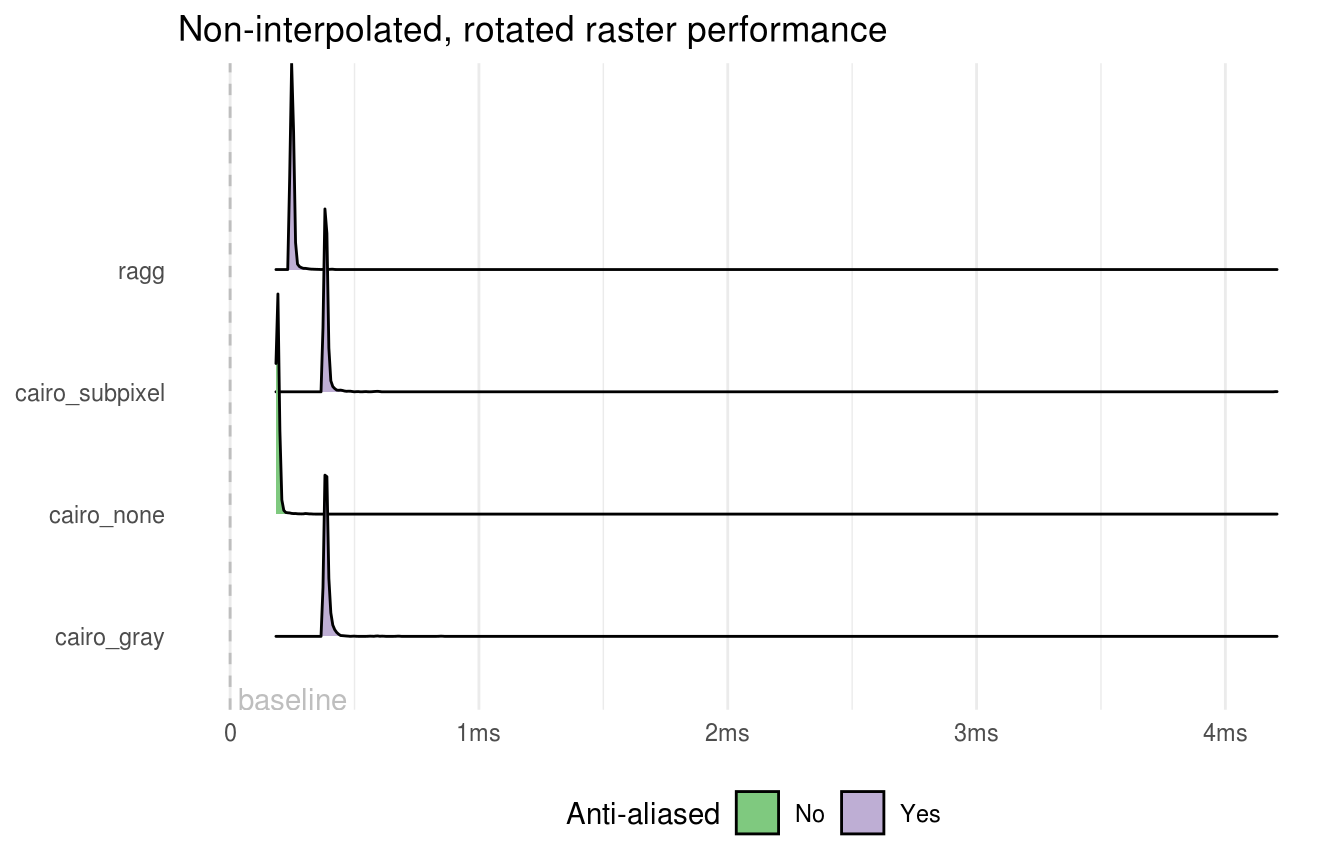 Non-interpolated, rotated raster performance
ragg
cairo_subpixel
cairo_none
cairo_gray
baseline
0 1ms 2ms 3ms 4ms
Anti-aliased No Yes